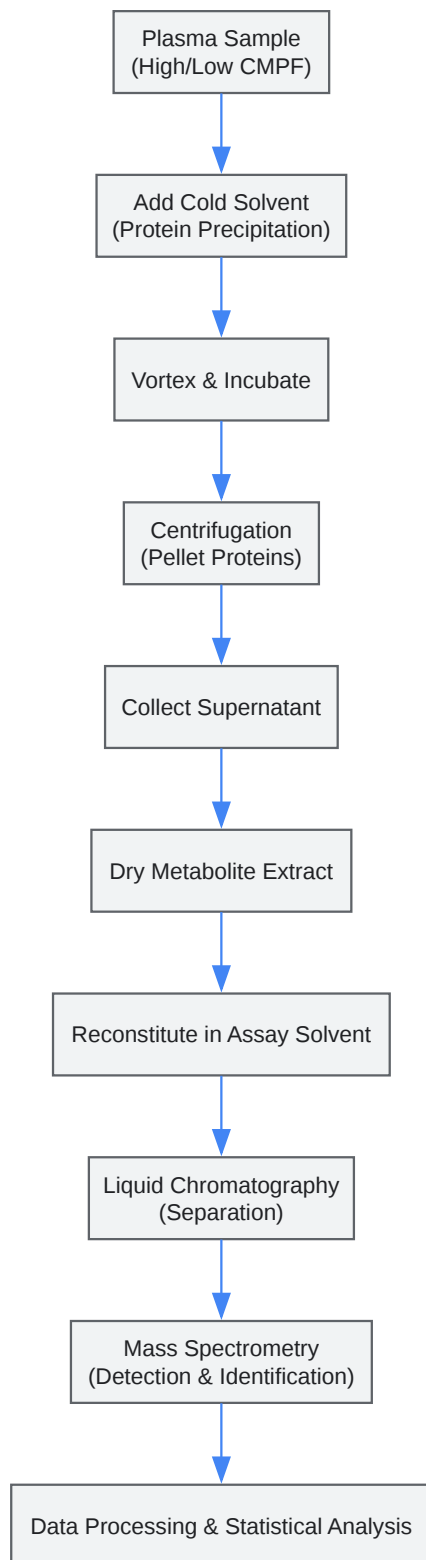 Plasma Sample
(High/Low CMPF)
Add Cold Solvent
(Protein Precipitation)
Vortex & Incubate
Centrifugation
(Pellet Proteins)
Collect Supernatant
Dry Metabolite Extract
Reconstitute in Assay Solvent
Liquid Chromatography
(Separation)
Mass Spectrometry
(Detection & Identification)
Data Processing & Statistical Analysis